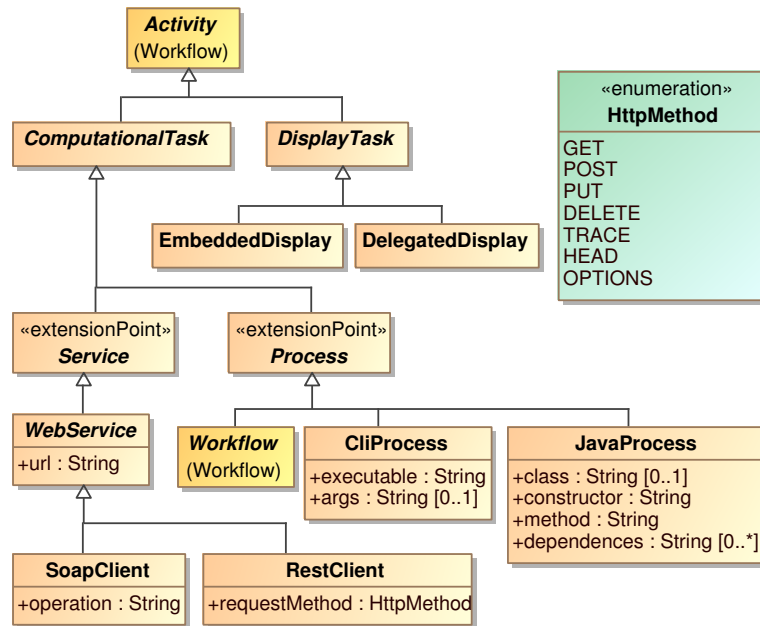 Activity
(Workflow)
«enumeration»
HttpMethod
GET
POST
PUT
DELETE
TRACE
HEAD
OPTIONS
ComputationalTask
DisplayTask
EmbeddedDisplay
DelegatedDisplay
«extensionPoint»
Service
«extensionPoint»
Process
WebService
+url : String
Workflow
(Workflow)
CliProcess
+executable : String
+args : String [0..1]
JavaProcess
+class : String [0..1]
+constructor : String
+method : String
+dependences : String [0..*]
SoapClient
+operation : String
RestClient
+requestMethod : HttpMethod